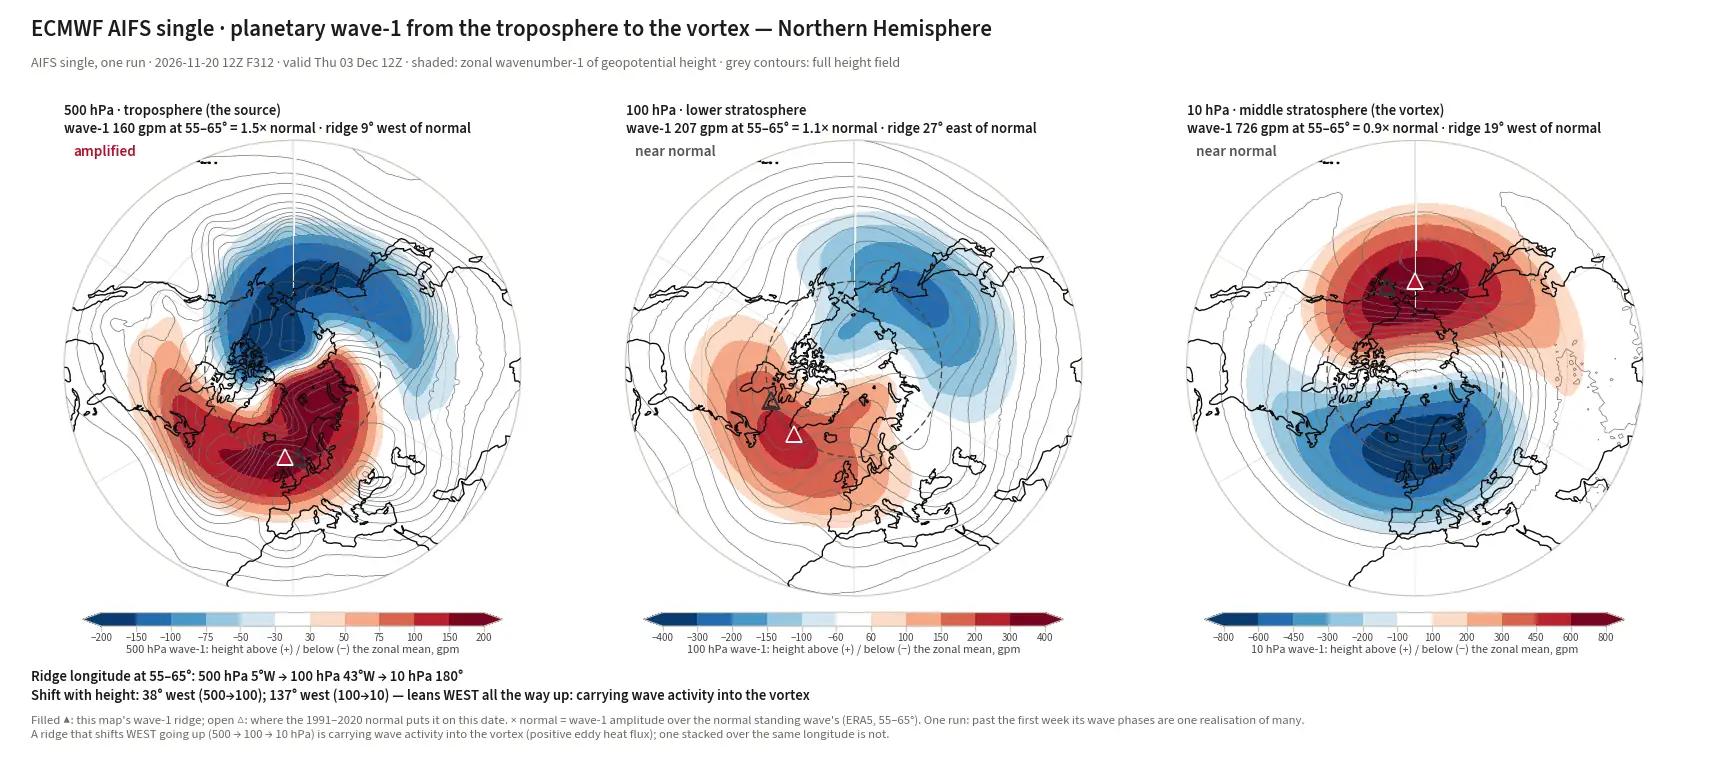 ECMWF AIFS single · planetary wave-1 from the troposphere to the vortex — Northern Hemisphere
AIFS single, one run · 2026-11-20 12Z F312 · valid Thu 03 Dec 12Z · shaded: zonal wavenumber-1 of geopotential height · grey contours: full height field
500 hPa · troposphere (the source)
wave-1 160 gpm at 55–65° = 1.5× normal · ridge 9° west of normal
amplified
100 hPa · lower stratosphere
wave-1 207 gpm at 55–65° = 1.1× normal · ridge 27° east of normal
near normal
10 hPa · middle stratosphere (the vortex)
wave-1 726 gpm at 55–65° = 0.9× normal · ridge 19° west of normal
near normal
−200 −150 −100 −75 −50 −30 30 50 75 100 150 200
500 hPa wave-1: height above (+) / below (−) the zonal mean, gpm
−400 −300 −200 −150 −100 −60 60 100 150 200 300 400
100 hPa wave-1: height above (+) / below (−) the zonal mean, gpm
−800 −600 −450 −300 −200 −100 100 200 300 450 600 800
10 hPa wave-1: height above (+) / below (−) the zonal mean, gpm
Ridge longitude at 55–65°: 500 hPa 5°W → 100 hPa 43°W → 10 hPa 180°
Shift with height: 38° west (500→100); 137° west (100→10) — leans WEST all the way up: carrying wave activity into the vortex
Filled ▲: this map's wave-1 ridge; open △: where the 1991–2020 normal puts it on this date. × normal = wave-1 amplitude over the normal standing wave's (ERA5, 55–65°). One run: past the first week its wave phases are one realisation of many.
A ridge that shifts WEST going up (500 → 100 → 10 hPa) is carrying wave activity into the vortex (positive eddy heat flux); one stacked over the same longitude is not.